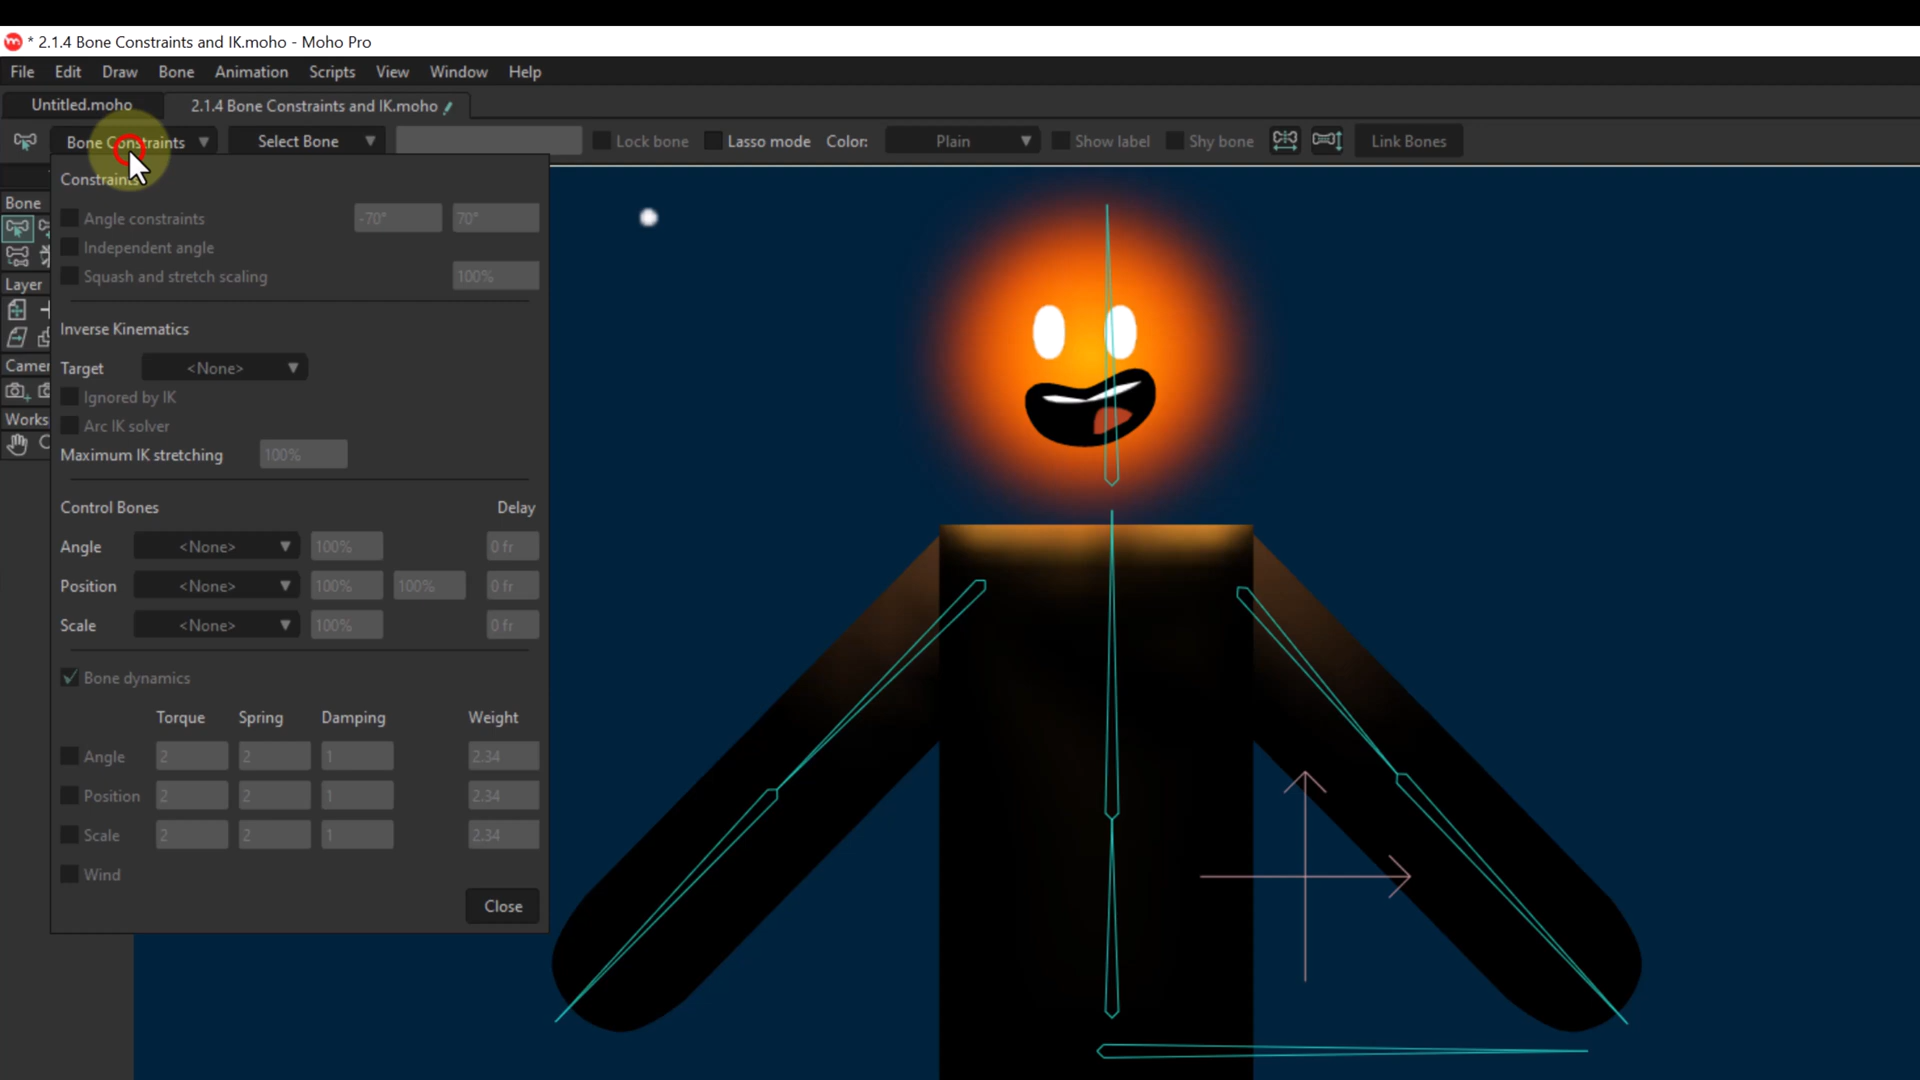 * 2.1.4 Bone Constraints and IK.moho - Moho Pro
File Edit Draw Bone Animation Scripts View Window Help
Untitled.moho 2.1.4 Bone Constraints and IK.moho
Bone Constraints Select Bone Lock bone Lasso mode Color: Plain Show label Shy bone Link Bones
Constraints
Bone
Angle constraints -70° 70°
Independent angle
Squash and stretch scaling 100%
Layer
Inverse Kinematics
Target <None>
Camer
Ignored by IK
Works
Arc IK solver
Maximum IK stretching 100%
Control Bones Delay
Angle <None> 100% 0 fr
Position <None> 100% 100% 0 fr
Scale <None> 100% 0 fr
Bone dynamics
Torque Spring Damping Weight
Angle 2 2 1 2.34
Position 2 2 1 2.34
Scale 2 2 1 2.34
Wind
Close